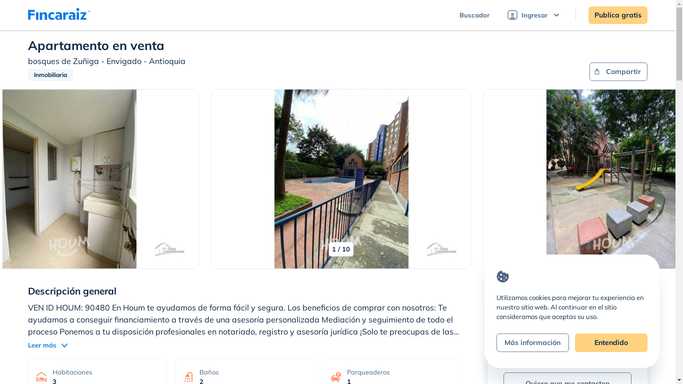 Fincaraiz
Buscador
Ingresar
Publica gratis
Apartamento en venta
bosques de Zuñiga - Envigado - Antioquia
Inmobiliaria
Compartir
HOUM
HOUM
HOUM
1 / 10
Descripción general
VEN ID HOUM: 90480 En Houm te ayudamos de forma fácil y segura. Los beneficios de comprar con nosotros: Te
ayudamos a conseguir financiamiento a través de una asesoría personalizada Mediación y seguimiento de todo el
proceso Ponemos a tu disposición profesionales en notariado, registro y asesoría jurídica ¡Solo te preocupas de las...
Leer más
Habitaciones
3
Baños
2
Parqueaderos
1
Utilizamos cookies para mejorar tu experiencia en
nuestro sitio web. Al continuar en el sitio
consideramos que aceptas su uso.
Más información
Entendido
Quiero que me contacten